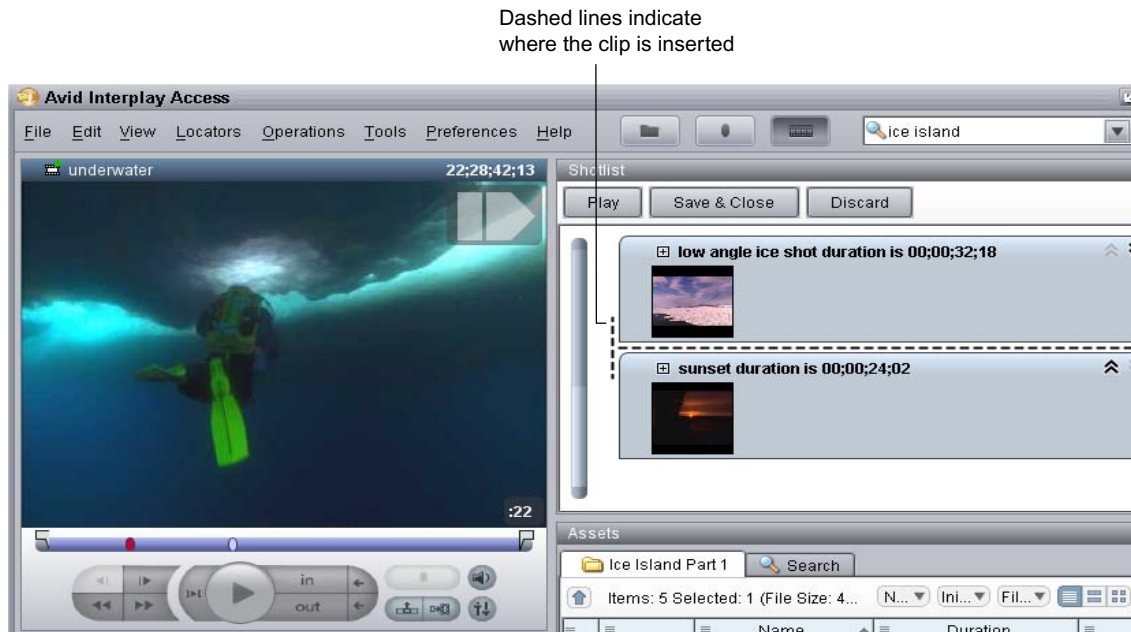 Dashed lines indicate
where the clip is inserted
Avid Interplay Access
File Edit View Locators Operations Tools Preferences Help
ice island
underwater 22;28;42;13
Shotlist
Play Save & Close Discard
low angle ice shot duration is 00;00;32;18
sunset duration is 00;00;24;02
:22
Assets
Ice Island Part 1 Search
in
out
Items: 5 Selected: 1 (File Size: 4... N... Ini... Fil...
Name Duration